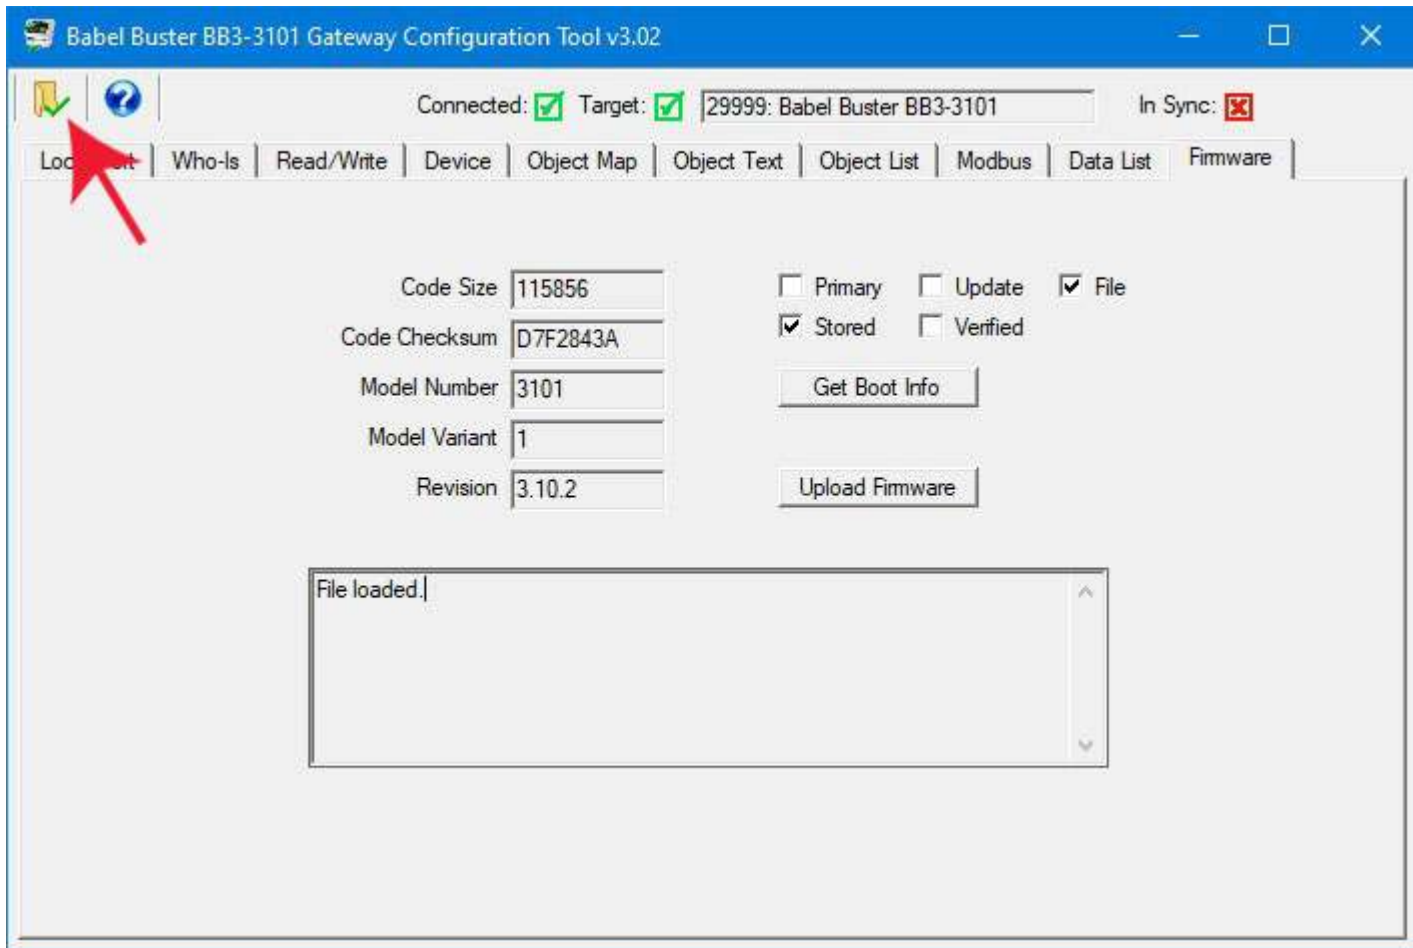 Babel Buster BB3-3101 Gateway Configuration Tool v3.02
Connected: Target: 29999: Babel Buster BB3-3101 In Sync:
Who-Is Read/Write Device Object Map Object Text Object List Modbus Data List Firmware
Code Size 115856 Primary Update File
Code Checksum D7F2843A Stored Verified
Model Number 3101 Get Boot Info
Model Variant 1
Revision 3.10.2 Upload Firmware
File loaded.